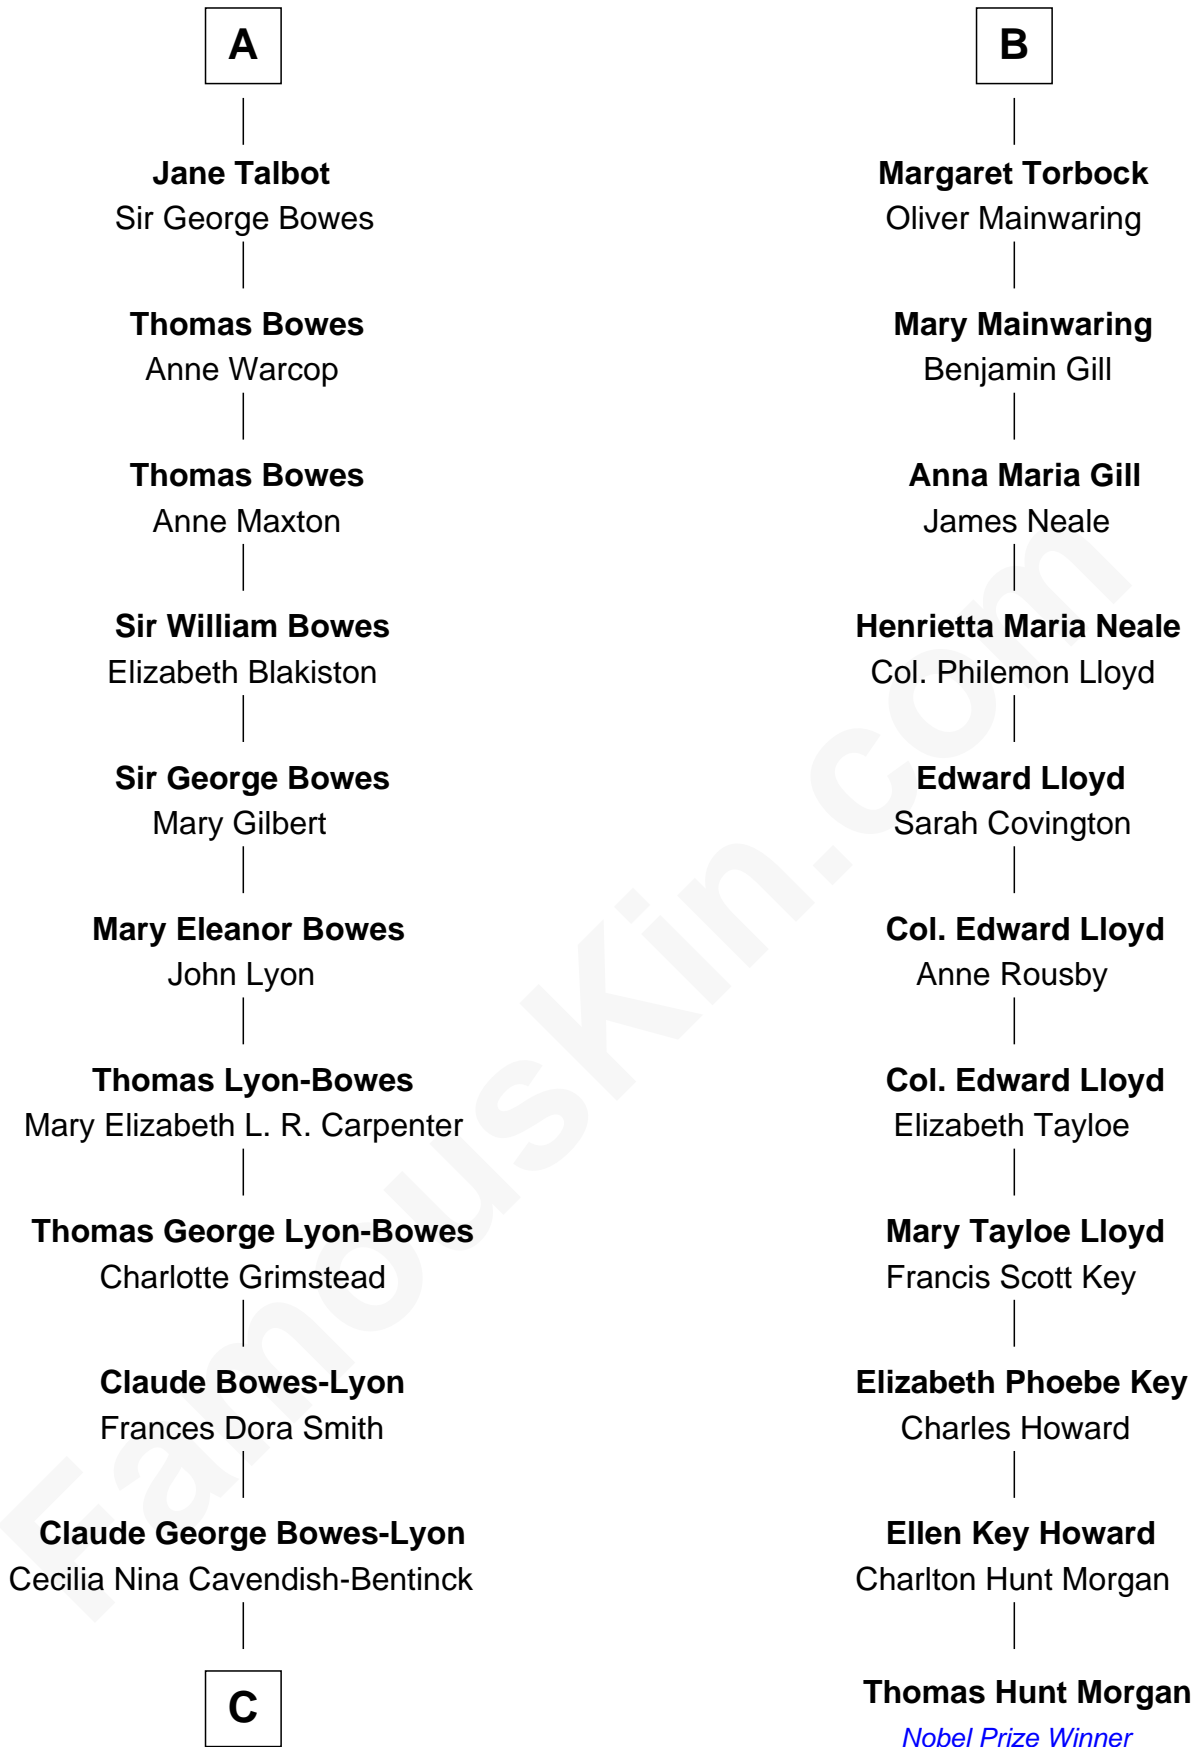 A
Jane Talbot
Sir George Bowes
Thomas Bowes
Anne Warcop
Thomas Bowes
Anne Maxton
Sir William Bowes
Elizabeth Blakiston
Sir George Bowes
Mary Gilbert
Mary Eleanor Bowes
John Lyon
Thomas Lyon-Bowes
Mary Elizabeth L. R. Carpenter
Thomas George Lyon-Bowes
Charlotte Grimstead
Claude Bowes-Lyon
Frances Dora Smith
Claude George Bowes-Lyon
Cecilia Nina Cavendish-Bentinck
C
B
Margaret Torbock
Oliver Mainwaring
Mary Mainwaring
Benjamin Gill
Anna Maria Gill
James Neale
Henrietta Maria Neale
Col. Philemon Lloyd
Edward Lloyd
Sarah Covington
Col. Edward Lloyd
Anne Rousby
Col. Edward Lloyd
Elizabeth Tayloe
Mary Tayloe Lloyd
Francis Scott Key
Elizabeth Phoebe Key
Charles Howard
Ellen Key Howard
Charlton Hunt Morgan
Thomas Hunt Morgan
Nobel Prize Winner
FamousKin.com